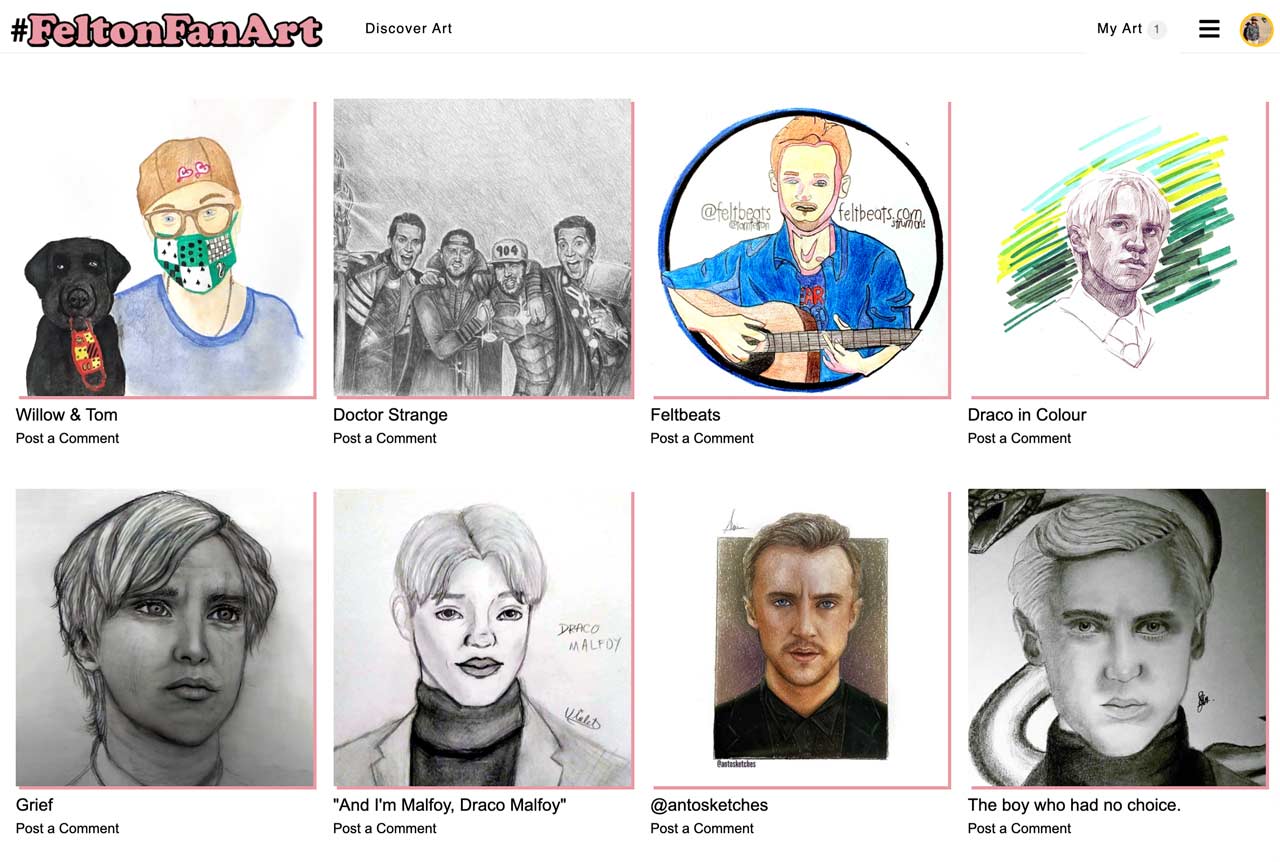 #FeltonFanArt
Discover Art
My Art 1
904
@feltbeats
@tomfelton
feltbeats.com
Willow & Tom
Doctor Strange
Feltbeats
Draco in Colour
Post a Comment
Post a Comment
Post a Comment
Post a Comment
DRACO
MALFOY
Violet
@antosketches
Grief
"And I'm Malfoy, Draco Malfoy"
@antosketches
The boy who had no choice.
Post a Comment
Post a Comment
Post a Comment
Post a Comment